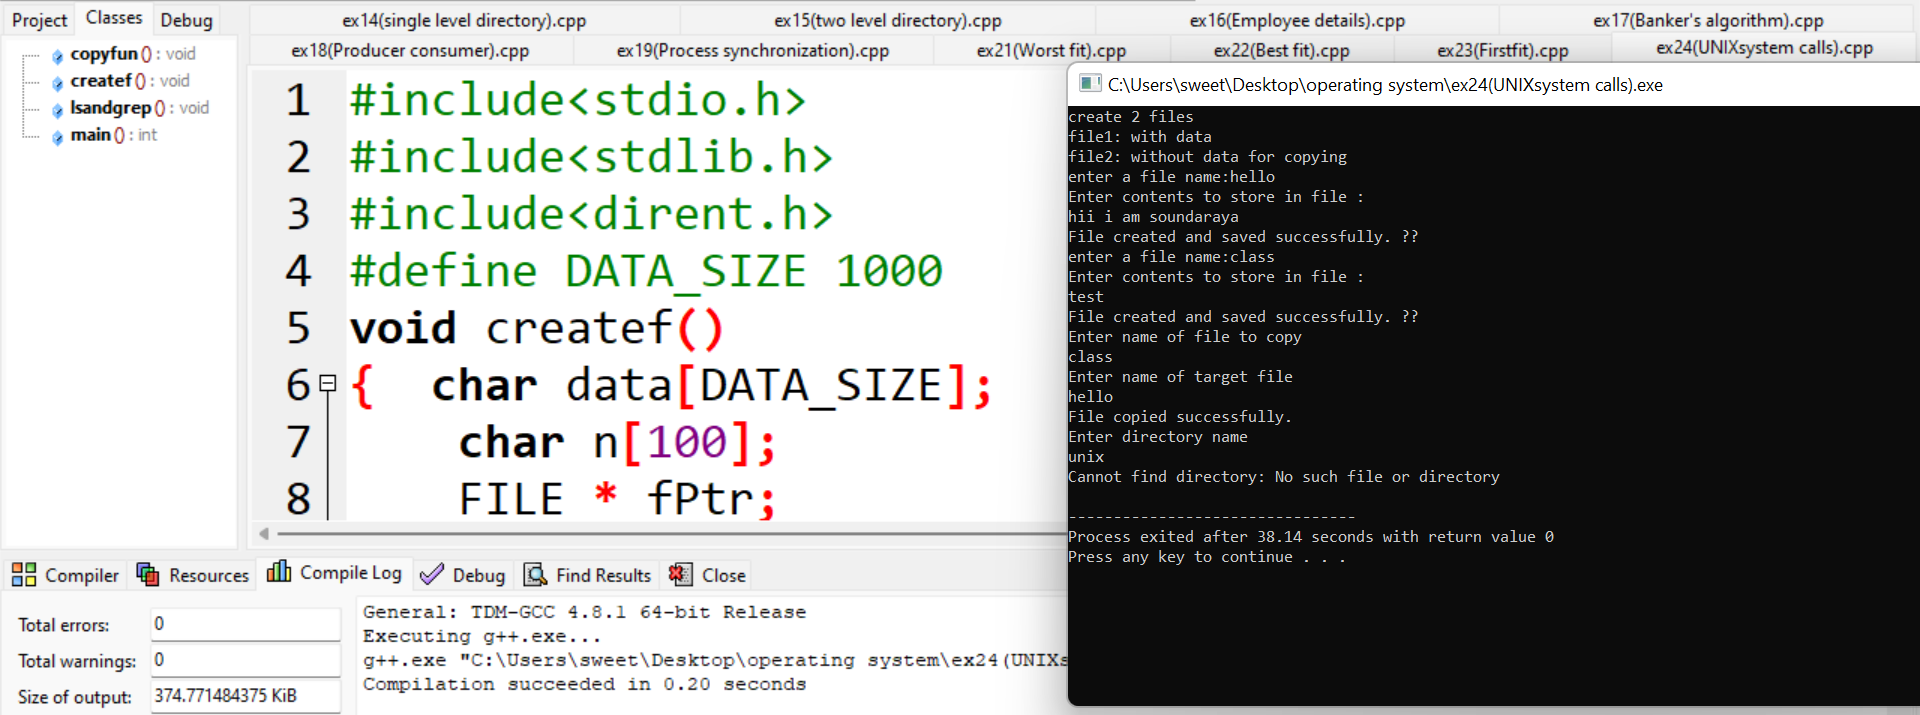 Project Classes Debug
copyfun () : void
createf () : void
lsandgrep () : void
main () : int
ex14(single level directory).cpp ex15(two level directory).cpp ex16(Employee details).cpp ex17(Banker's algorithm).cpp
ex18(Producer consumer).cpp ex19(Process synchronization).cpp ex21(Worst fit).cpp ex22(Best fit).cpp ex23(Firstfit).cpp ex24(UNIXsystem calls).cpp
1 #include<stdio.h>
2 #include<stdlib.h>
3 #include<dirent.h>
4 #define DATA_SIZE 1000
5 void createf()
6 { char data[DATA_SIZE];
7 char n[100];
8 FILE * fPtr;
C:\Users\sweet\Desktop\operating system\ex24(UNIXsystem calls).exe
create 2 files
file1: with data
file2: without data for copying
enter a file name:hello
Enter contents to store in file :
hii i am soundaraya
File created and saved successfully. ??
enter a file name:class
Enter contents to store in file :
test
File created and saved successfully. ??
Enter name of file to copy
class
Enter name of target file
hello
File copied successfully.
Enter directory name
unix
Cannot find directory: No such file or directory
--------------------------------
Process exited after 38.14 seconds with return value 0
Press any key to continue . . .
Compiler Resources Compile Log Debug Find Results Close
Total errors: 0
Total warnings: 0
Size of output: 374.771484375 KiB
General: TDM-GCC 4.8.1 64-bit Release
Executing g++.exe...
g++.exe "C:\Users\sweet\Desktop\operating system\ex24(UNIXs
Compilation succeeded in 0.20 seconds